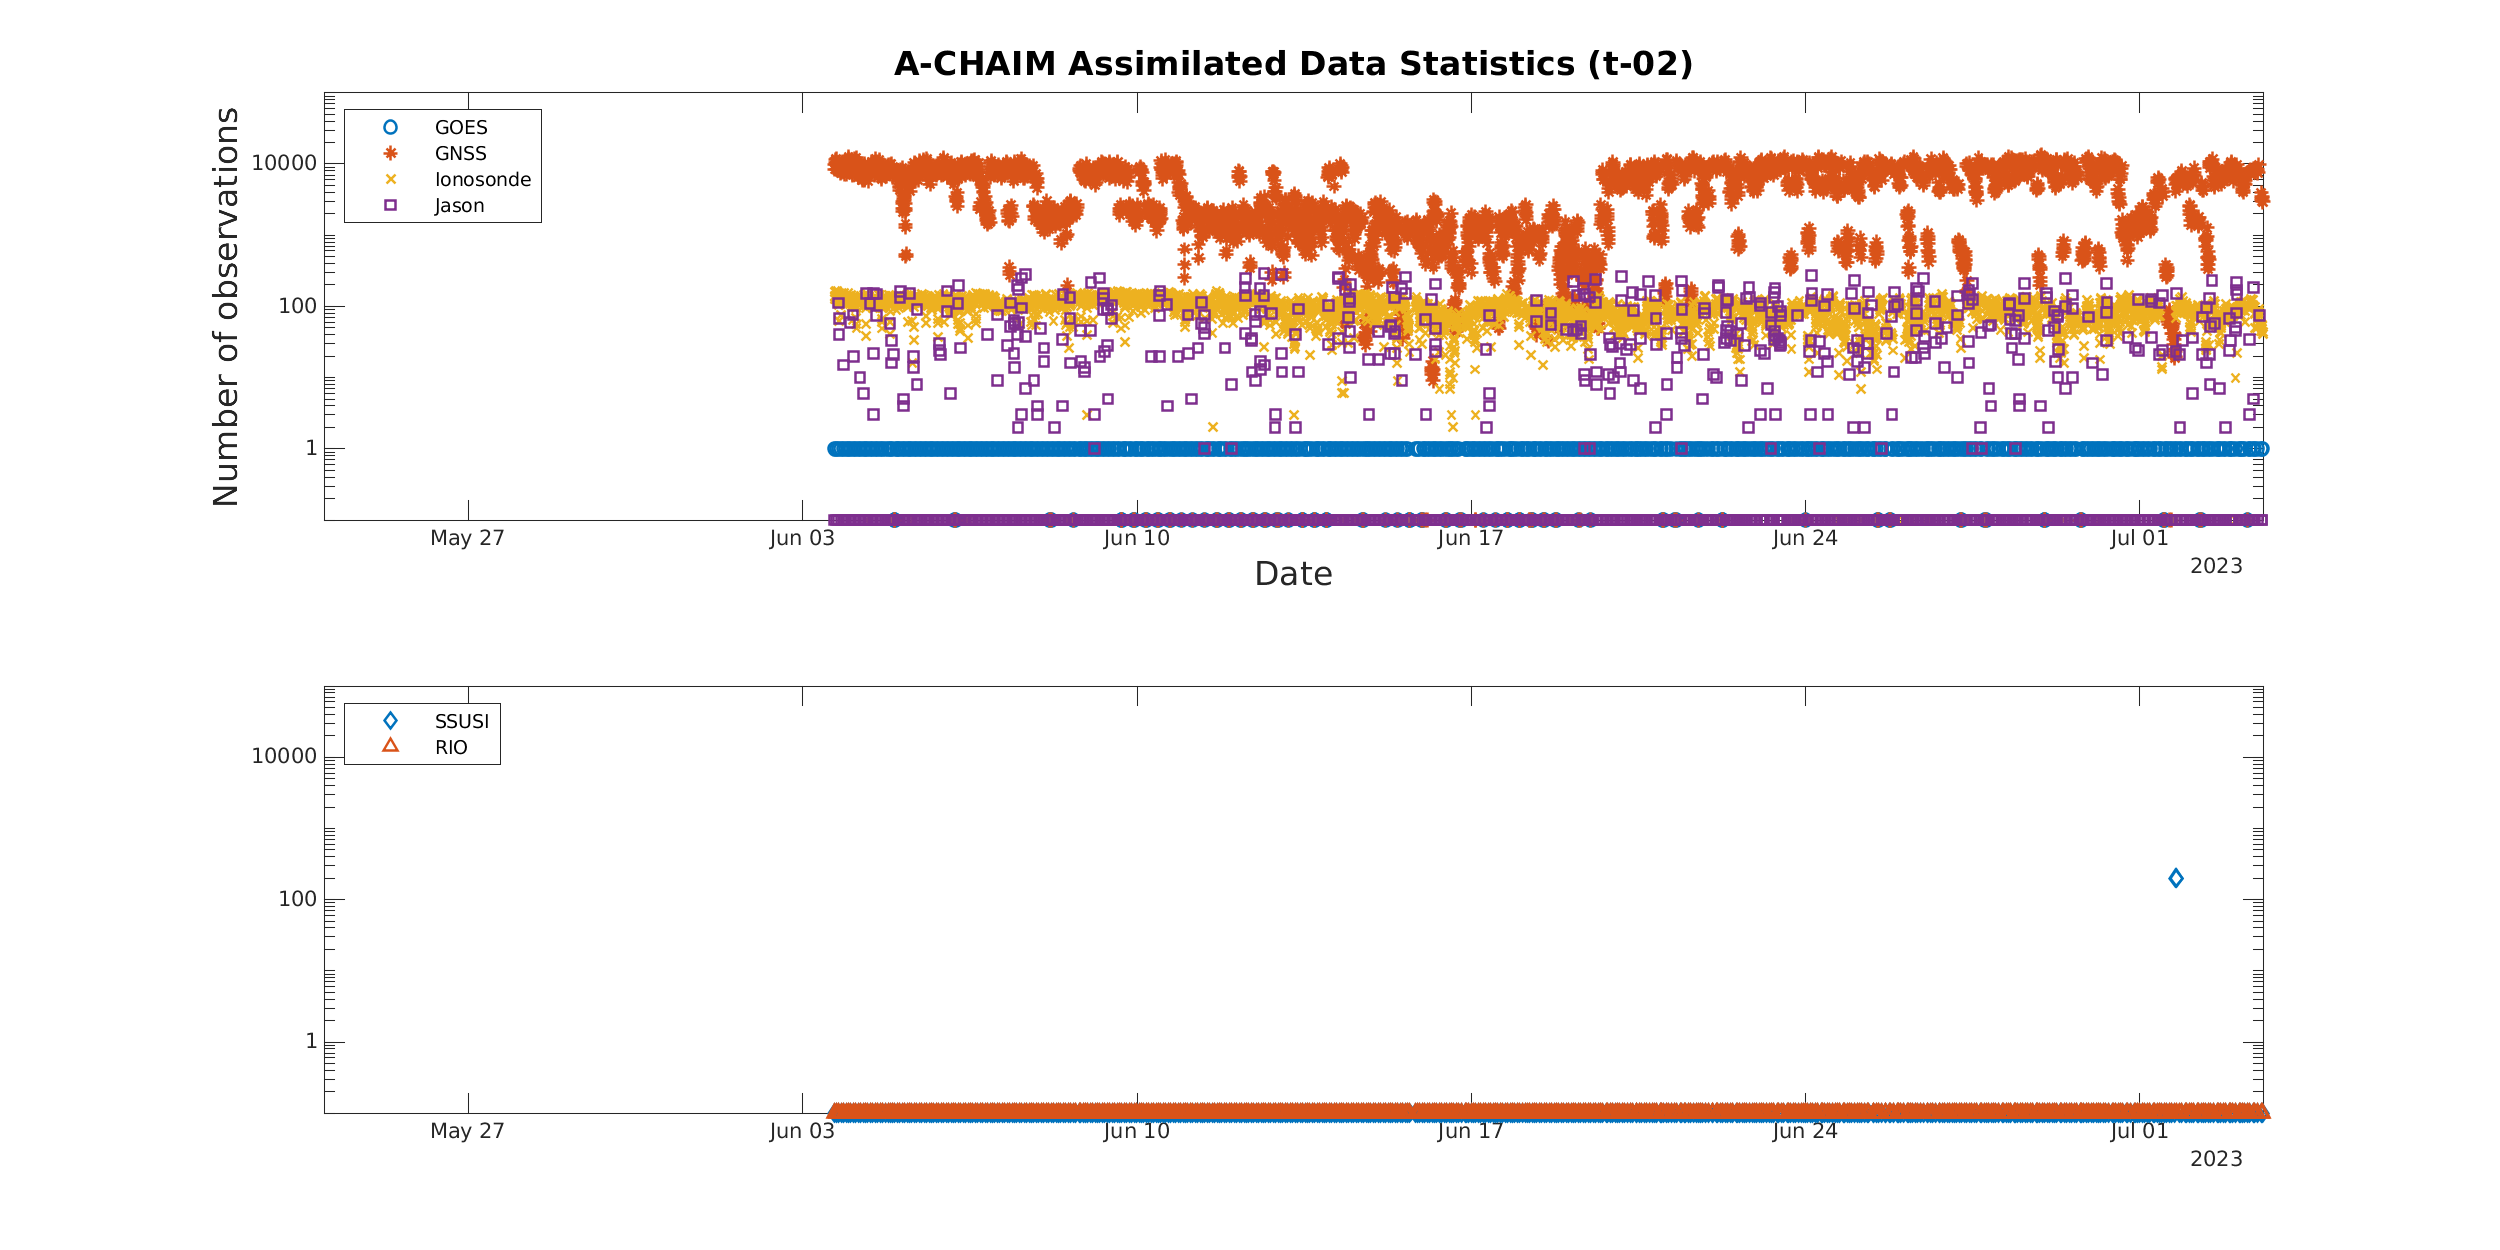 A-CHAIM Assimilated Data Statistics (t-02)
Number of observations
10000
100
1
GOES
GNSS
Ionosonde
Jason
May 27
Jun 03
Jun 10
Jun 17
Jun 24
Jul 01
2023
Date
10000
100
1
SSUSI
RIO
May 27
Jun 03
Jun 10
Jun 17
Jun 24
Jul 01
2023